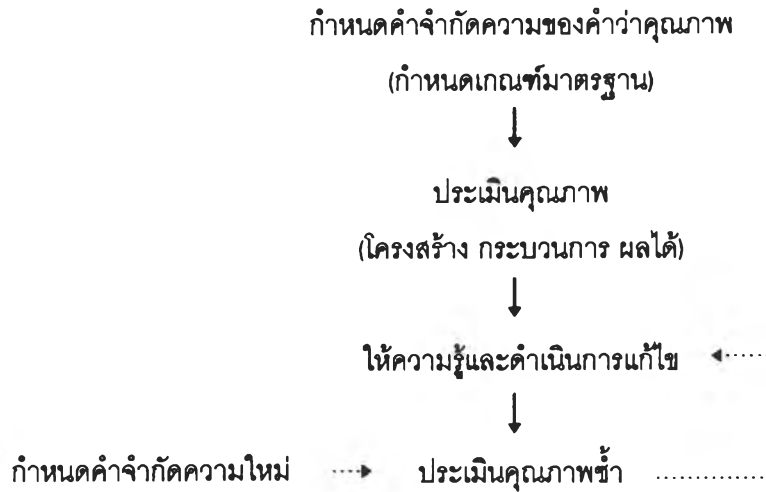 กำหนดคำจำกัดความของคำว่าคุณภาพ
(กำหนดเกณฑ์มาตรฐาน)
ประเมินคุณภาพ
(โครงสร้าง กระบวนการ ผลได้)
ให้ความรู้และดำเนินการแก้ไข
กำหนดคำจำกัดความใหม่ ประเมินคุณภาพซ้ำ